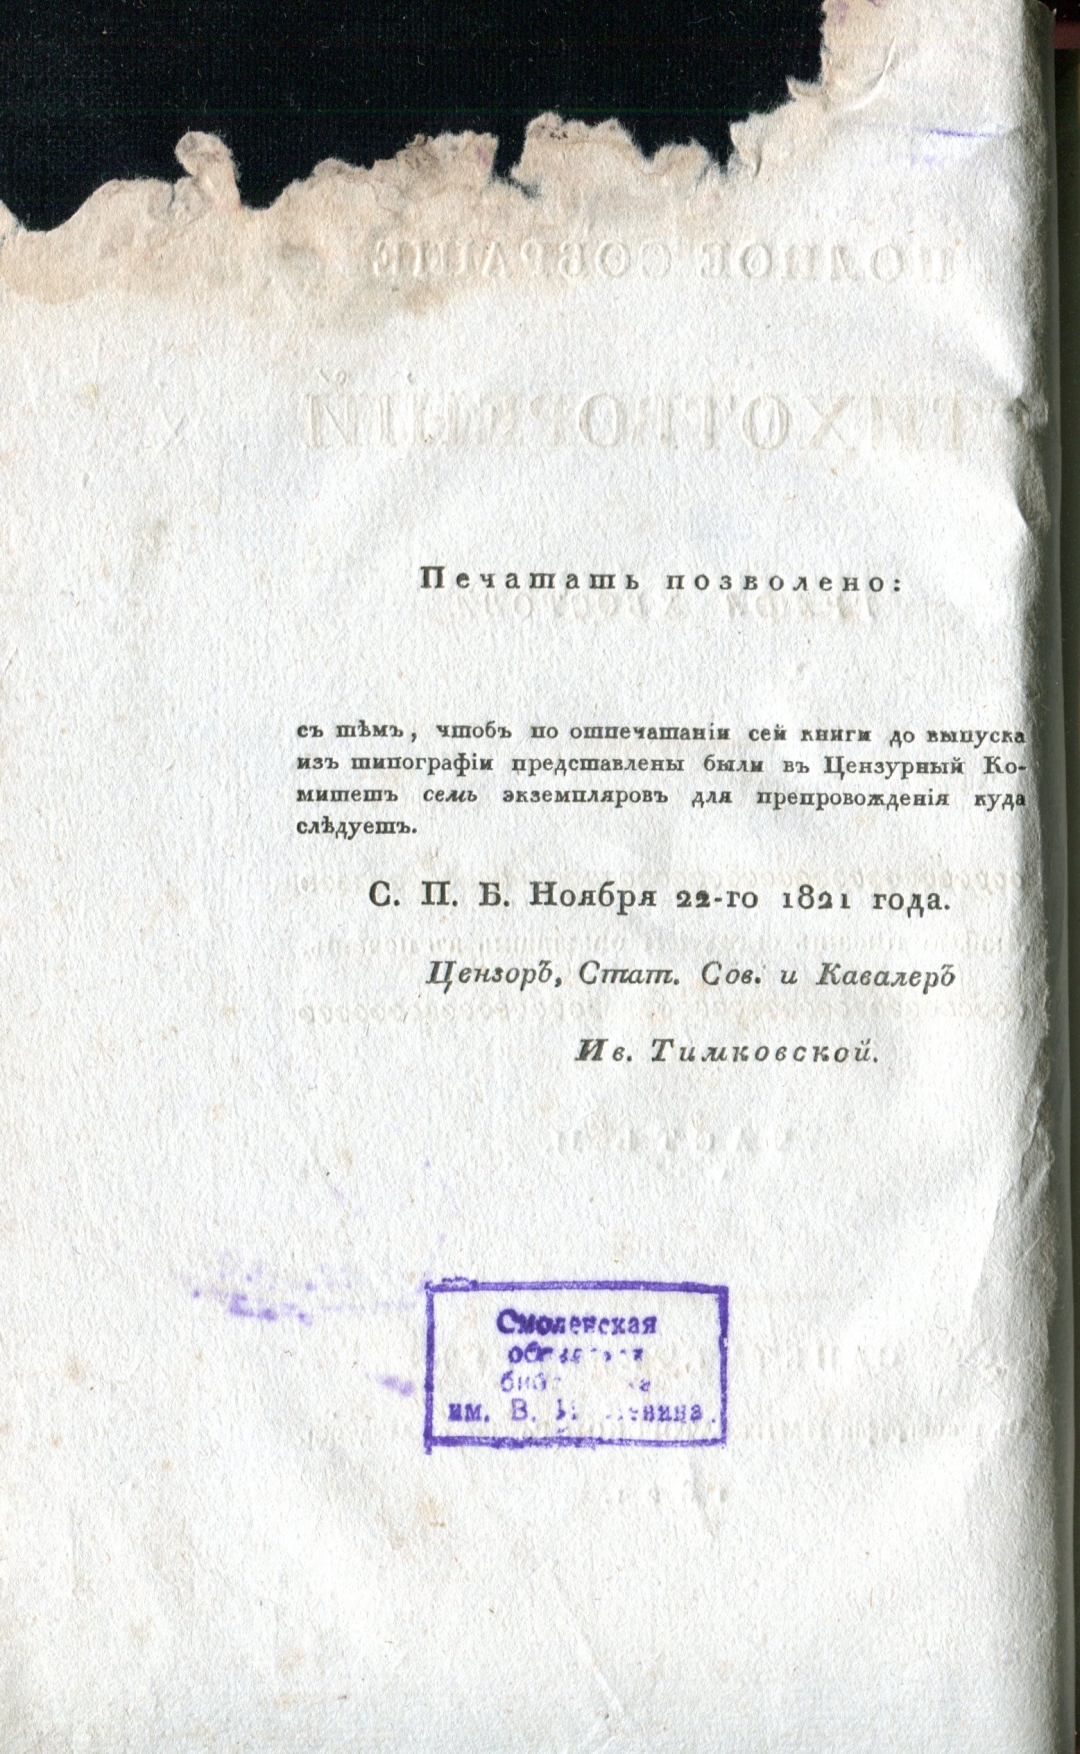 Печатать позволено:
съ тѣмъ, чтобъ по отпечатаніи сей книги до выпуска
изъ типографіи представлены были въ Цензурный Ко-
митетъ семь экземпляровъ для препровожденія куда
слѣдуетъ.
С. П. Б. Ноября 22-го 1821 года.
Цензоръ, Стат. Сов. и Кавалеръ
Ив. Тимковской.
Смоленская
им. В.